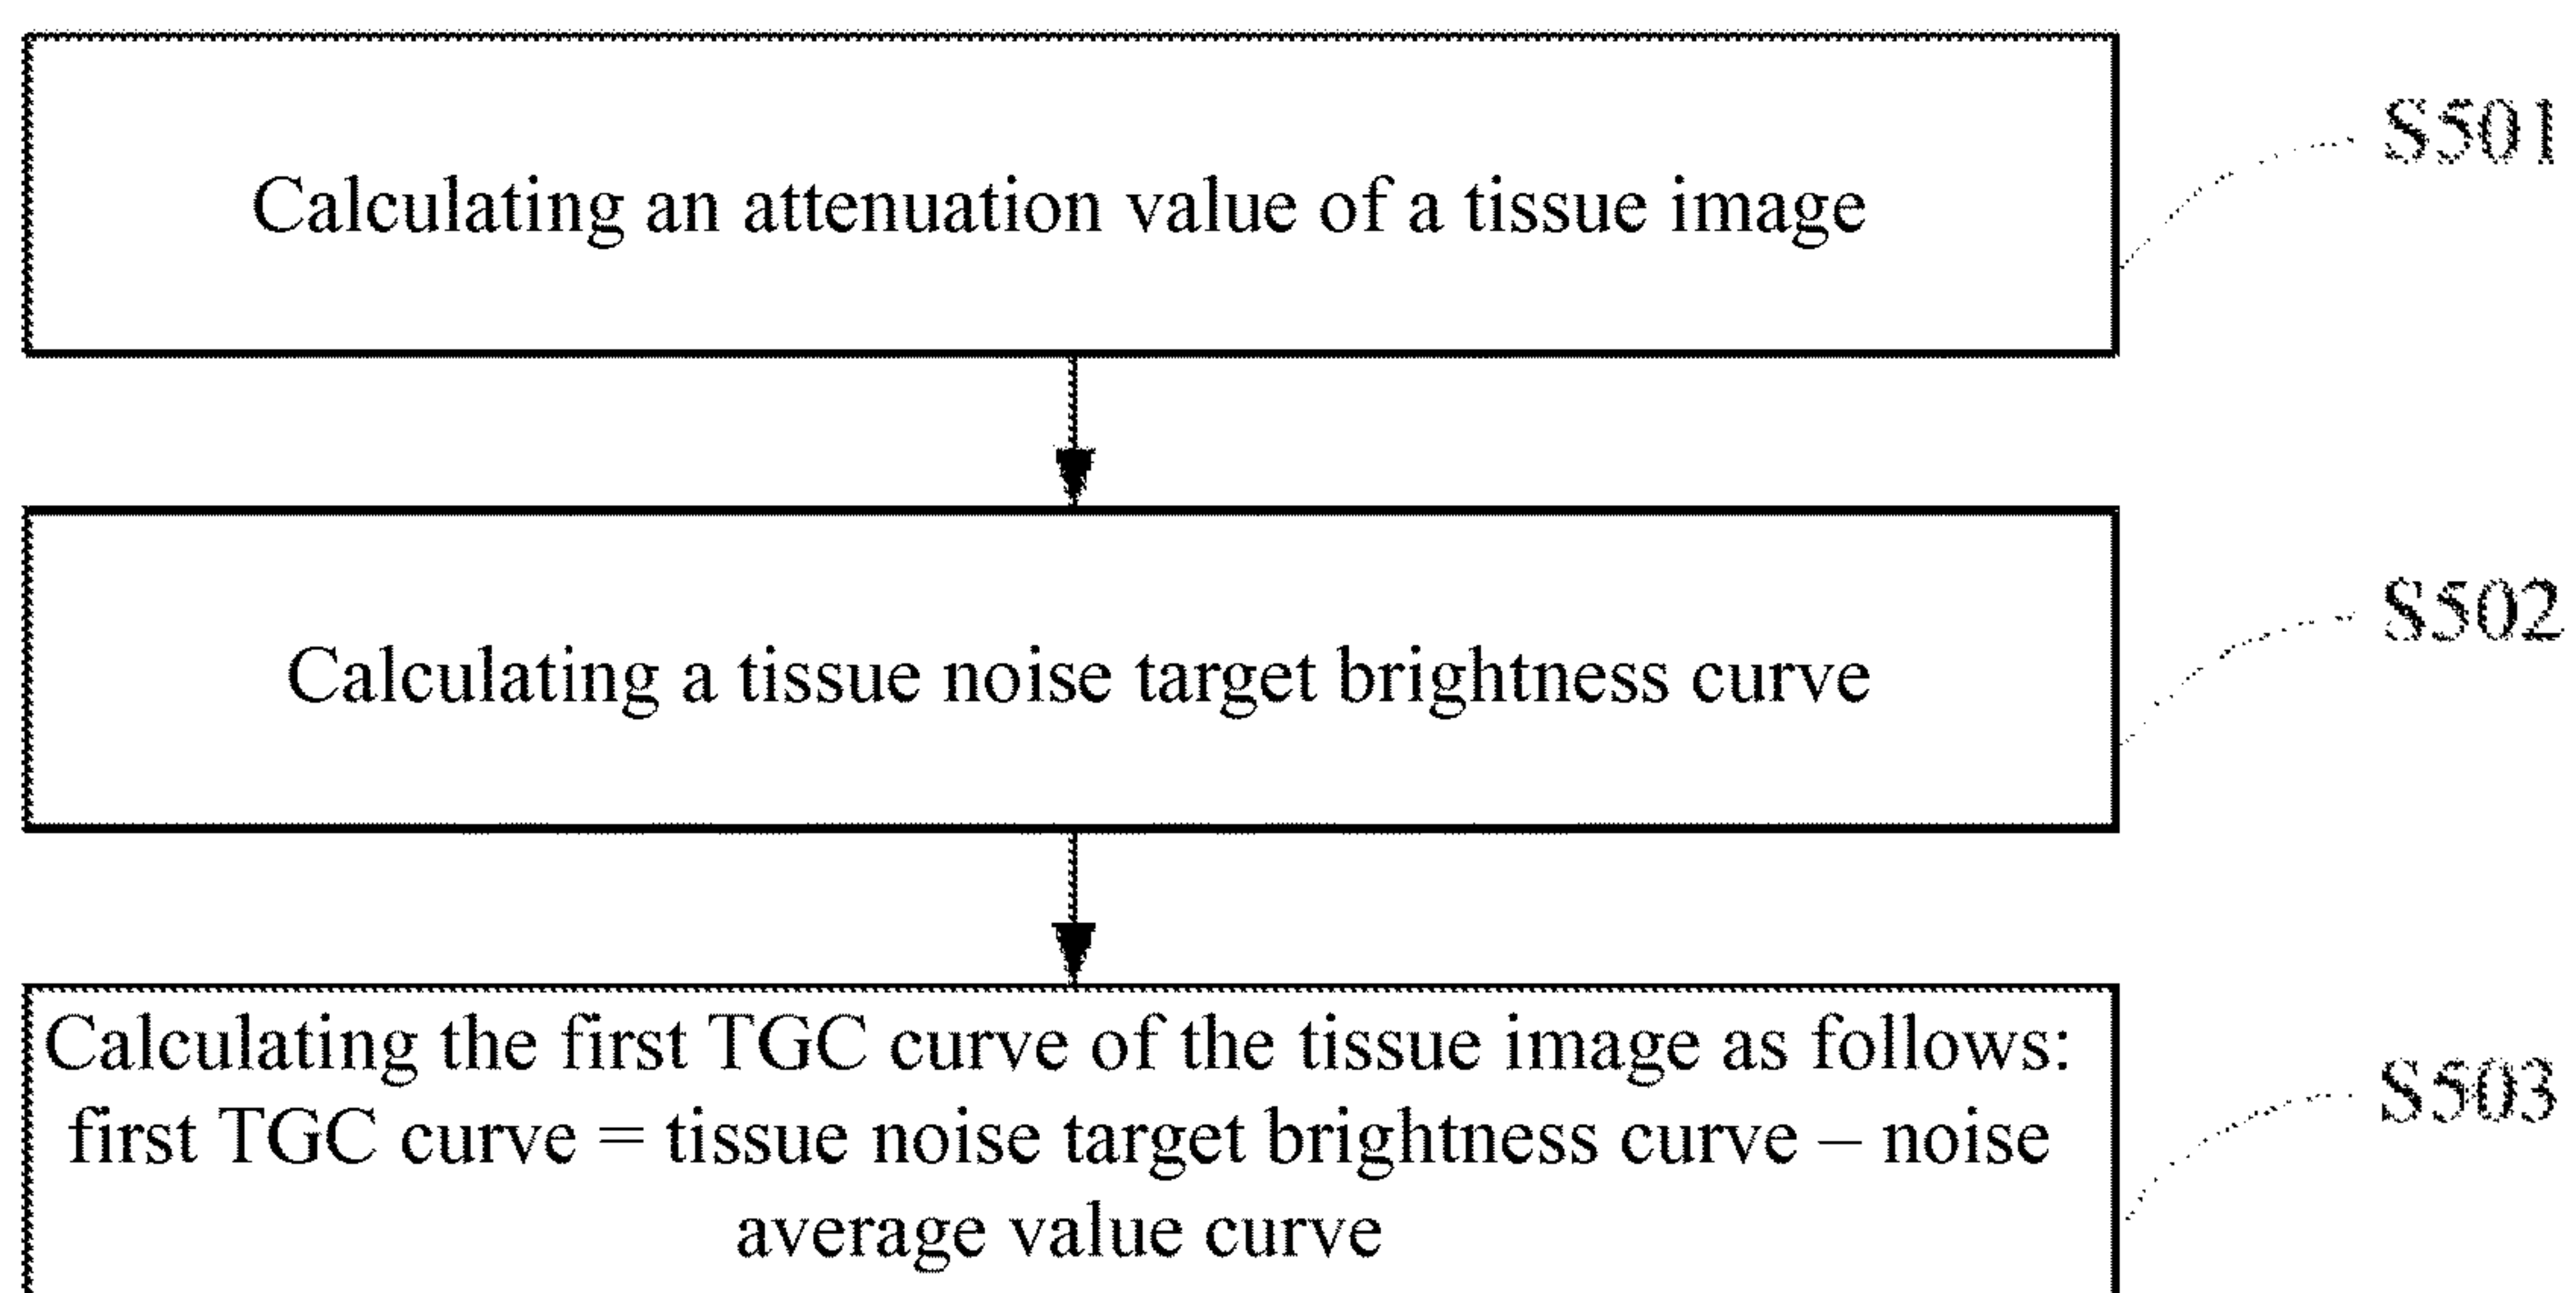 Calculating an attenuation value of a tissue image
S501
Calculating a tissue noise target brightness curve
S502
Calculating the first TGC curve of the tissue image as follows:
first TGC curve = tissue noise target brightness curve – noise
average value curve
S503